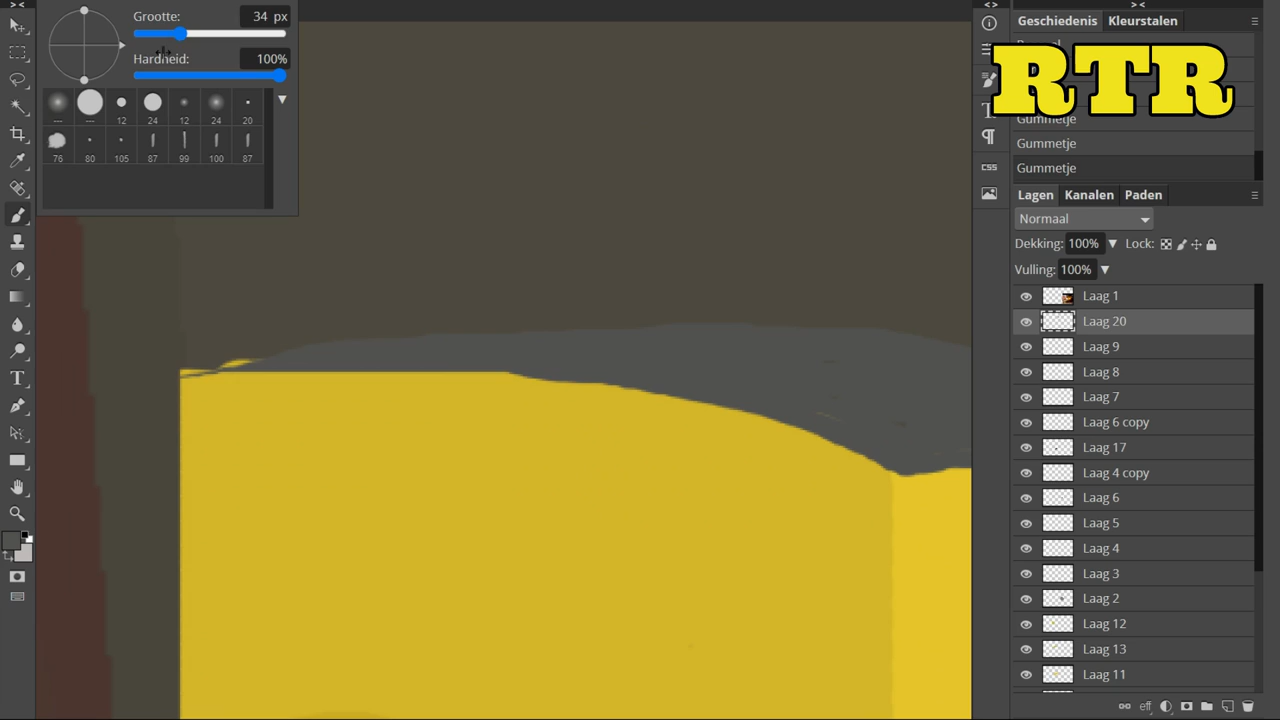 Grootte: 34 px
Hardheid: 100%
--- --- 12 24 12 24 20
76 80 105 87 99 100 87
Geschiedenis Kleurstalen
RTR
Gummetje
Gummetje
Gummetje
Lagen Kanalen Paden
Normaal
Dekking: 100% Lock:
Vulling: 100%
Laag 1
Laag 20
Laag 9
Laag 8
Laag 7
Laag 6 copy
Laag 17
Laag 4 copy
Laag 6
Laag 5
Laag 4
Laag 3
Laag 2
Laag 12
Laag 13
Laag 11
CSS
eff